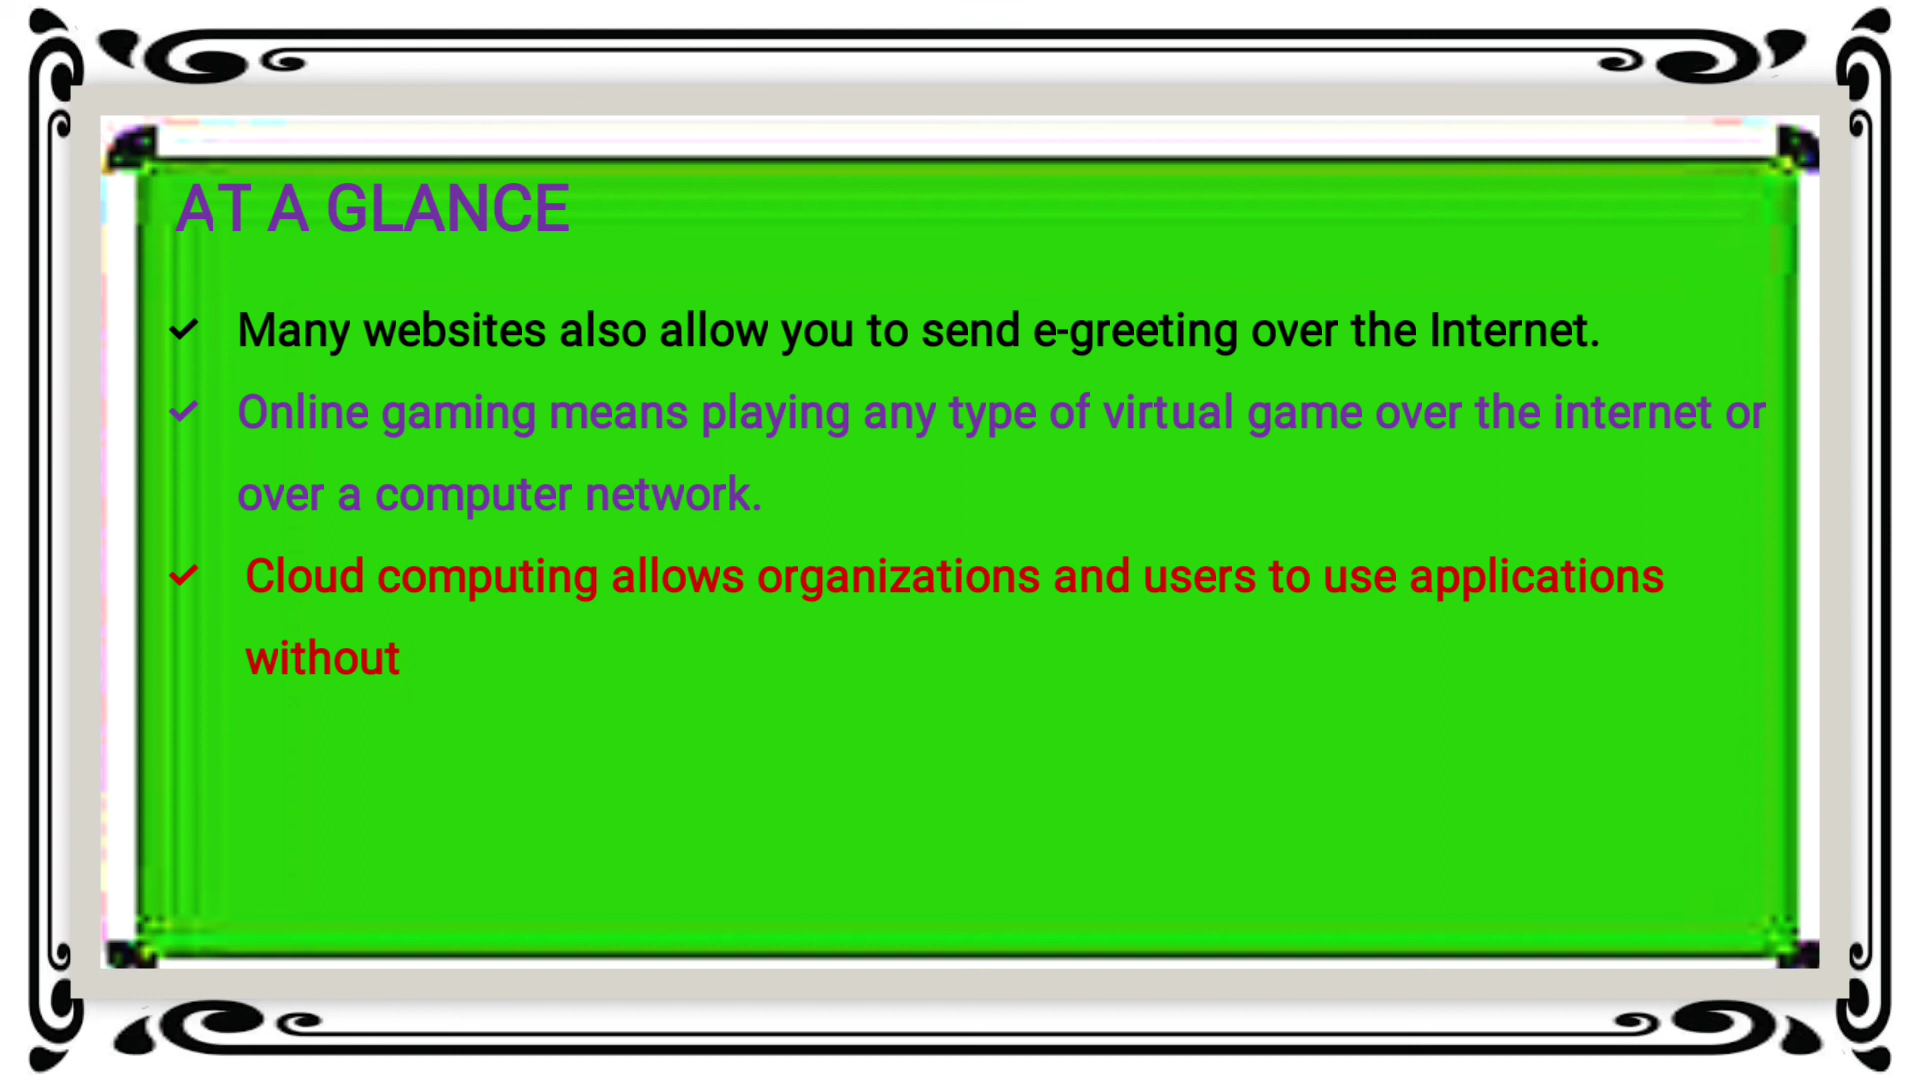 AT A GLANCE
Many websites also allow you to send e-greeting over the Internet.
Online gaming means playing any type of virtual game over the internet or
over a computer network.
Cloud computing allows organizations and users to use applications
without